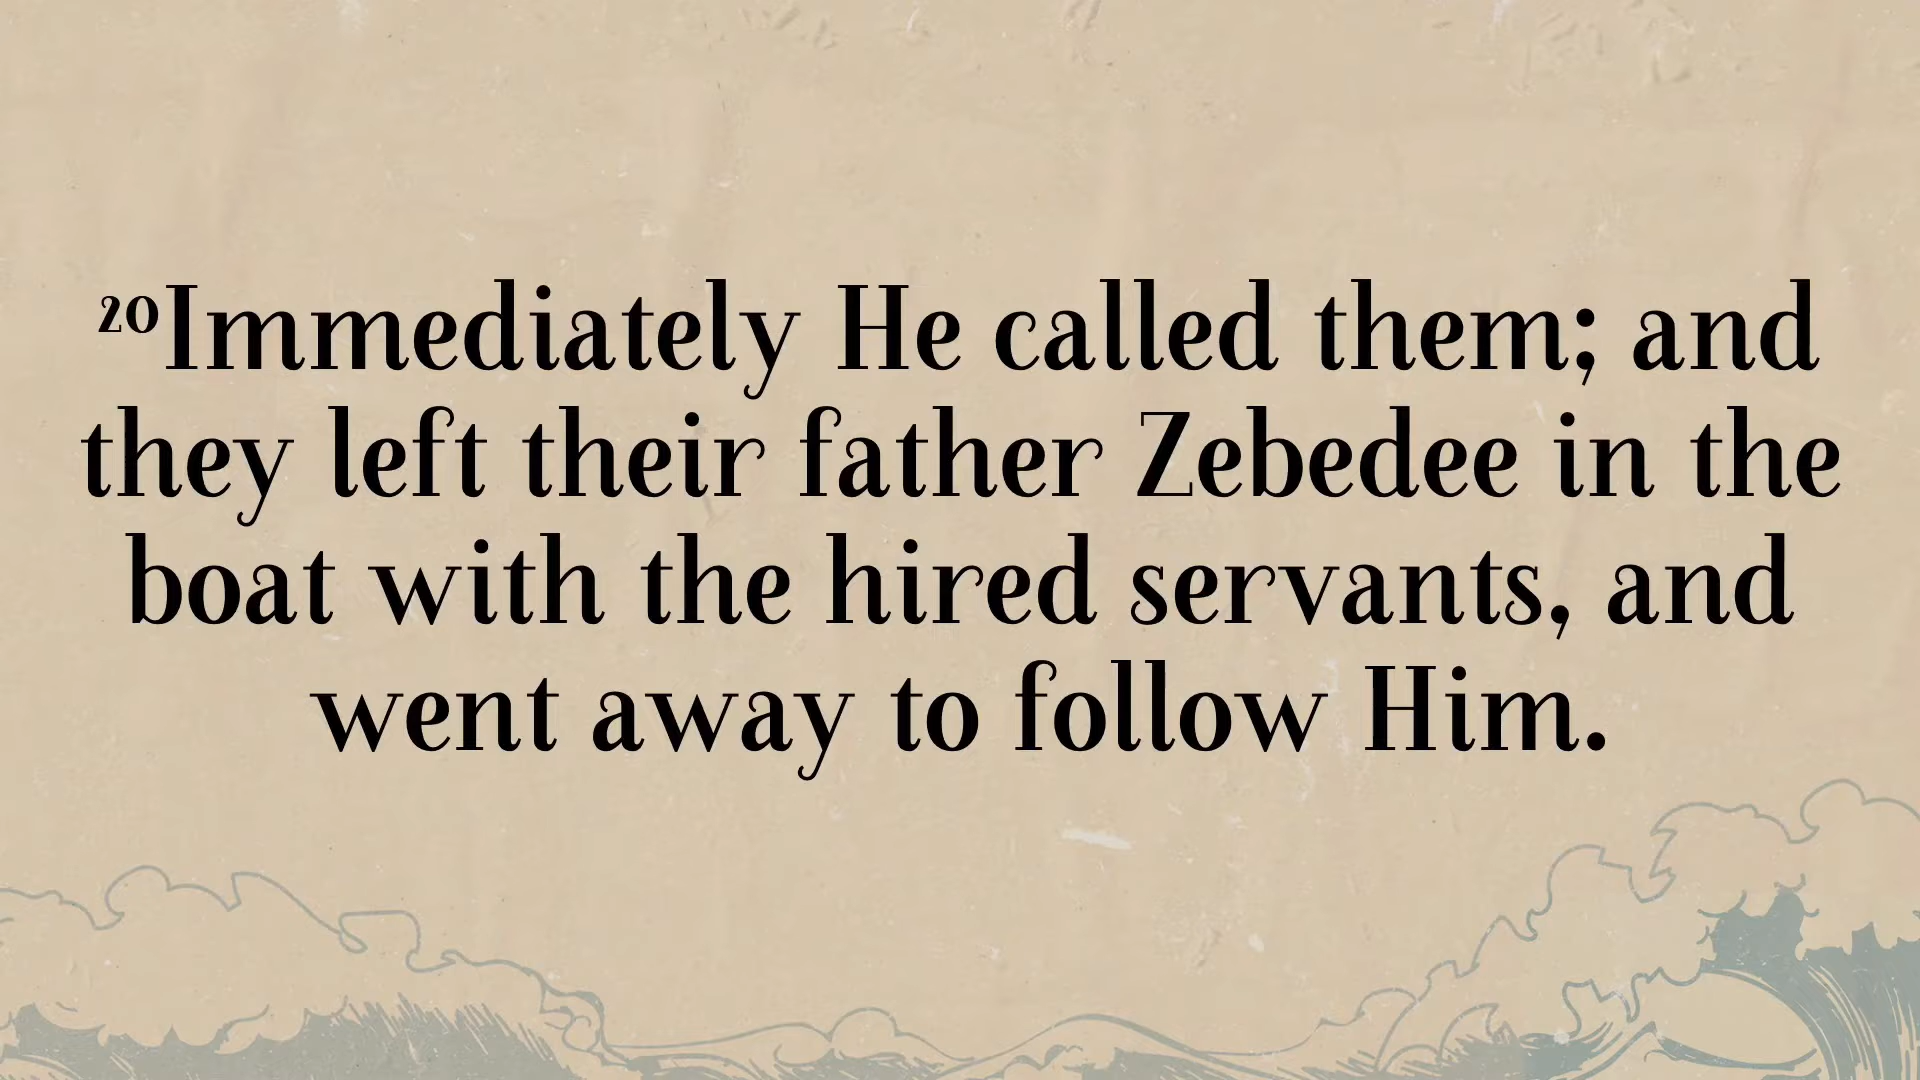 20Immediately He called them; and
they left their father Zebedee in the
boat with the hired servants, and
went away to follow Him.